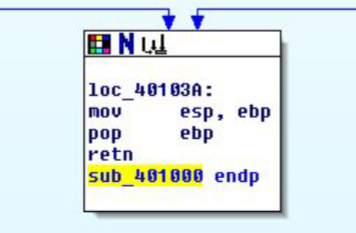 N
loc_40103A:
mov esp, ebp
pop ebp
retn
sub_401000 endp